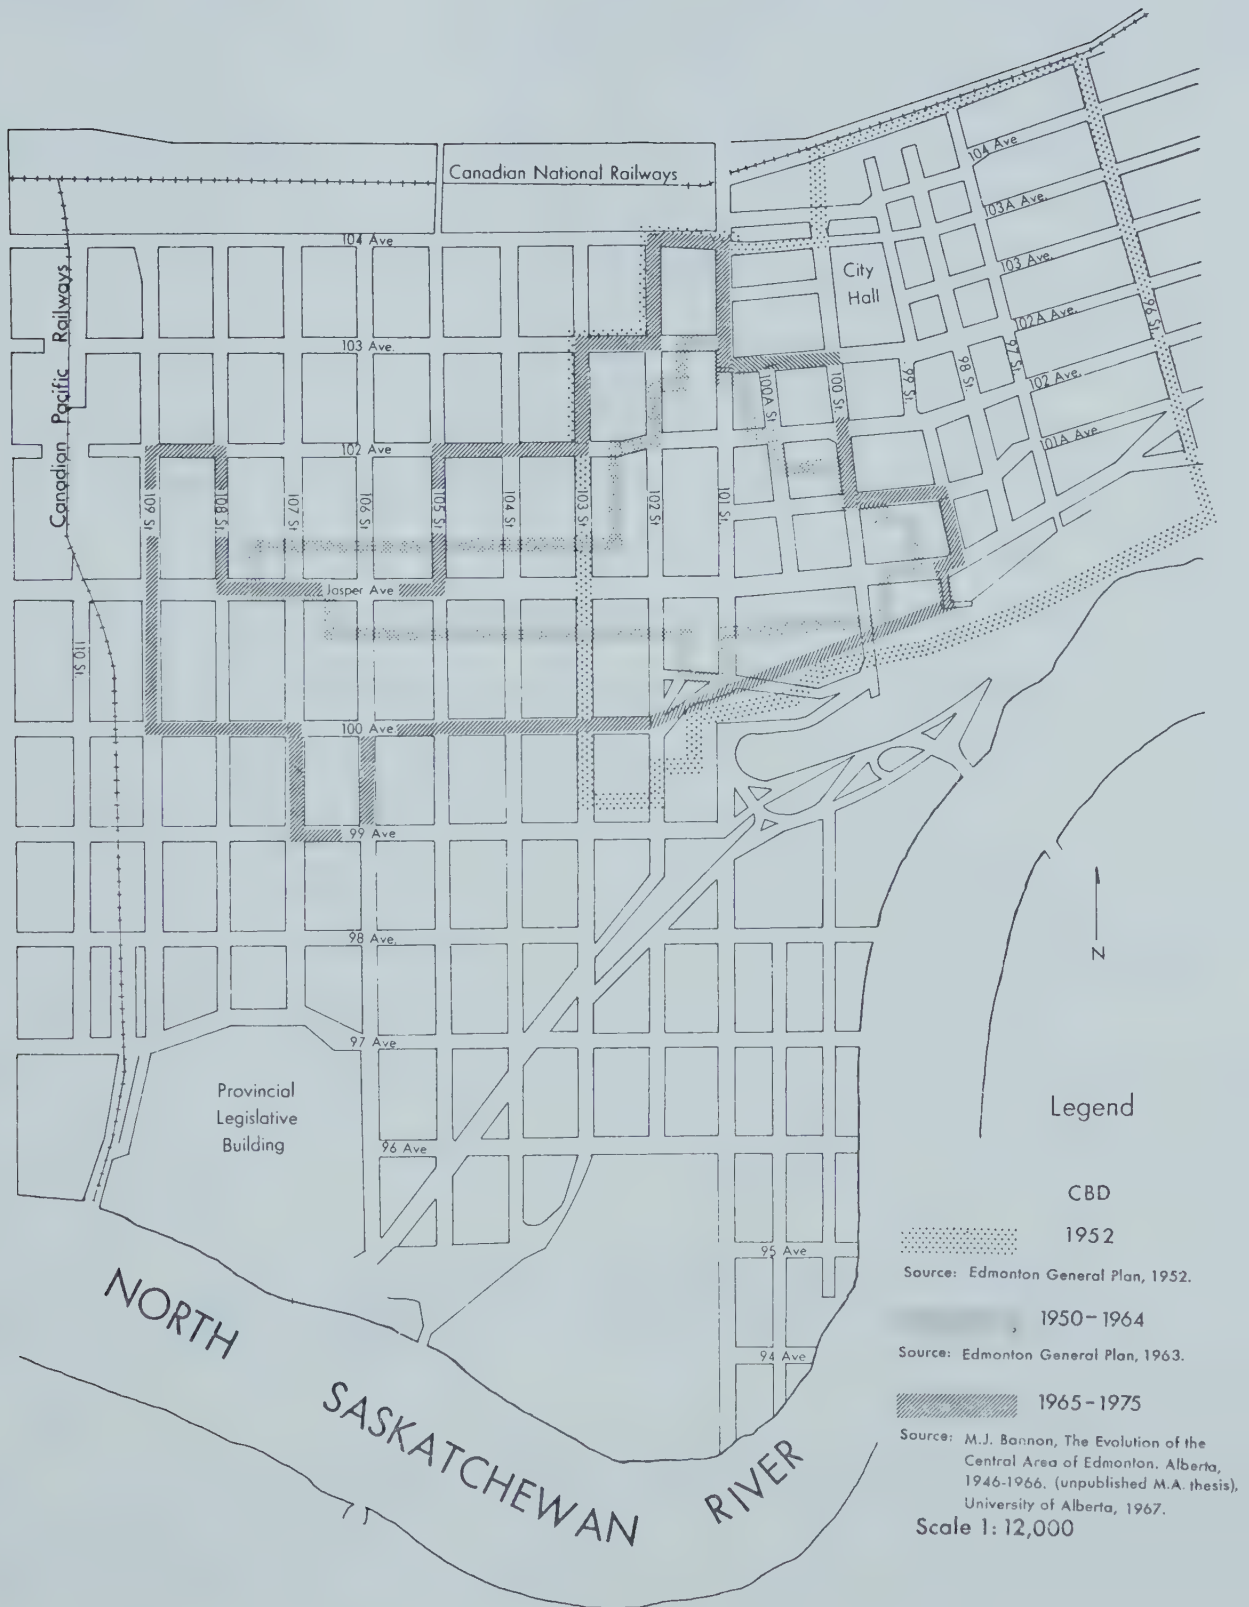 Canadian National Railways
104 Ave
104 Ave
103A Ave.
103 Ave
102A Ave.
102 Ave.
101A Ave
96 St.
97 St.
98 St.
99 St.
City
Hall
100 St.
100A St
Canadian Pacific Railways
103 Ave.
102 Ave
109 St
108 St.
107 St
106 St
105 St
104 St
103 St
102 St
101 St
Jasper Ave
110 St
100 Ave
99 Ave
98 Ave.
97 Ave
Provincial
Legislative
Building
96 Ave
95 Ave
94 Ave
N
NORTH SASKATCHEWAN RIVER
Legend
CBD
1952
Source: Edmonton General Plan, 1952.
, 1950-1964
Source: Edmonton General Plan, 1963.
1965-1975
Source: M.J. Bannon, The Evolution of the
Central Area of Edmonton. Alberta,
1946-1966. (unpublished M.A. thesis),
University of Alberta, 1967.
Scale 1: 12,000